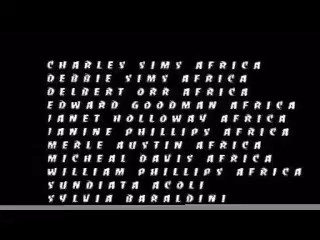 CHARLES SIMS AFRICA
DEBBIE SIMS AFRICA
DELBERT ORR AFRICA
EDWARD GOODMAN AFRICA
JANET HOLLOWAY AFRICA
JANINE PHILLIPS AFRICA
MERLE AUSTIN AFRICA
MICHEAL DAVIS AFRICA
WILLIAM PHILLIPS AFRICA
SUNDIATA ACOLI
SYLVIA BARALDINI